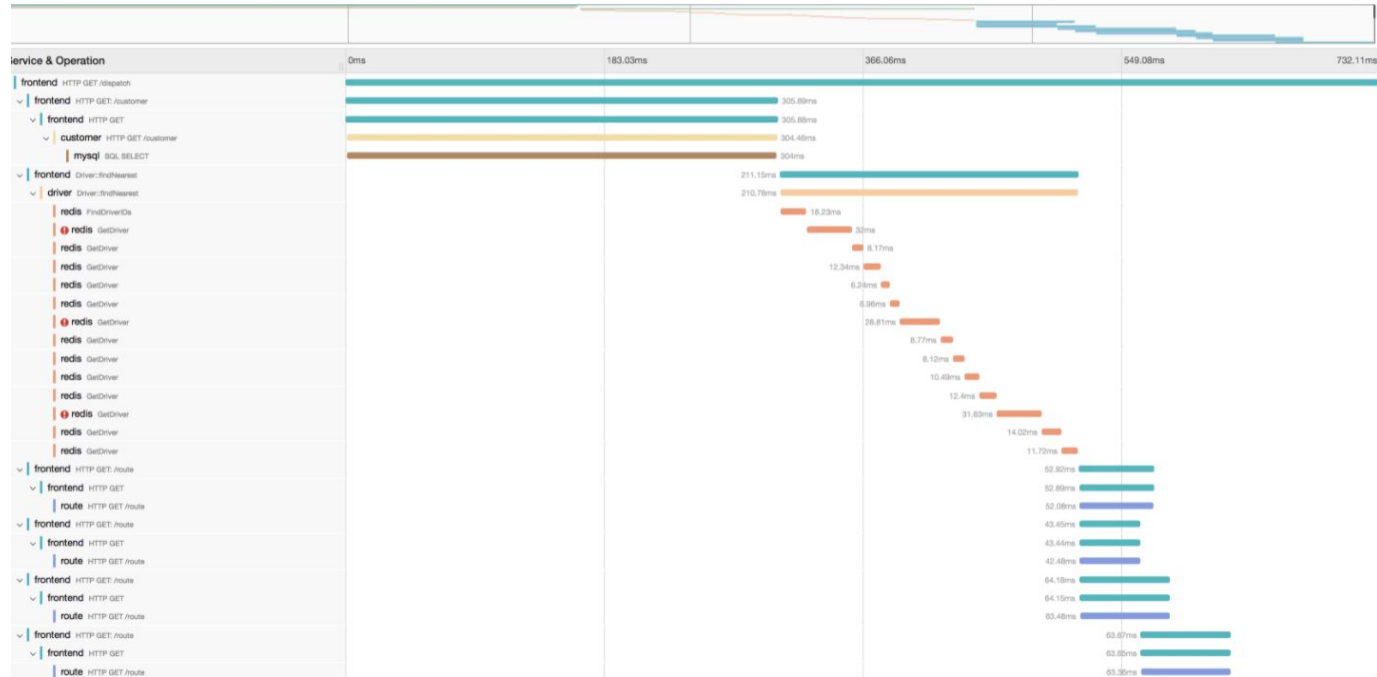 Service & Operation 0ms 183.03ms 366.06ms 549.08ms 732.11ms
frontend HTTP GET /dispatch
frontend HTTP GET: /customer 305.89ms
frontend HTTP GET 305.88ms
customer HTTP GET /customer 304.48ms
mysql SQL SELECT 304ms
frontend Driver::findNearest 211.15ms
driver Driver::findNearest 210.78ms
redis FindDriverIDs 18.23ms
redis GetDriver 32ms
redis GetDriver 8.17ms
redis GetDriver 12.34ms
redis GetDriver 6.24ms
redis GetDriver 6.96ms
redis GetDriver 28.81ms
redis GetDriver 8.77ms
redis GetDriver 8.12ms
redis GetDriver 10.49ms
redis GetDriver 12.4ms
redis GetDriver 31.83ms
redis GetDriver 14.02ms
redis GetDriver 11.72ms
frontend HTTP GET: /route 52.92ms
frontend HTTP GET 52.89ms
route HTTP GET /route 52.08ms
frontend HTTP GET: /route 43.45ms
frontend HTTP GET 43.44ms
route HTTP GET /route 42.48ms
frontend HTTP GET: /route 64.18ms
frontend HTTP GET 64.15ms
route HTTP GET /route 63.48ms
frontend HTTP GET: /route 63.87ms
frontend HTTP GET 63.85ms
route HTTP GET /route 63.36ms